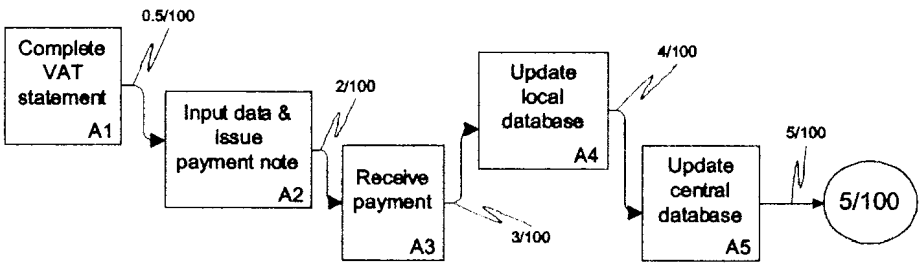 0.5/100
Complete
VAT
statement
A1
2/100
Input data &
issue
payment note
A2
Receive
payment
A3
3/100
4/100
Update
local
database
A4
5/100
Update
central
database
A5
5/100